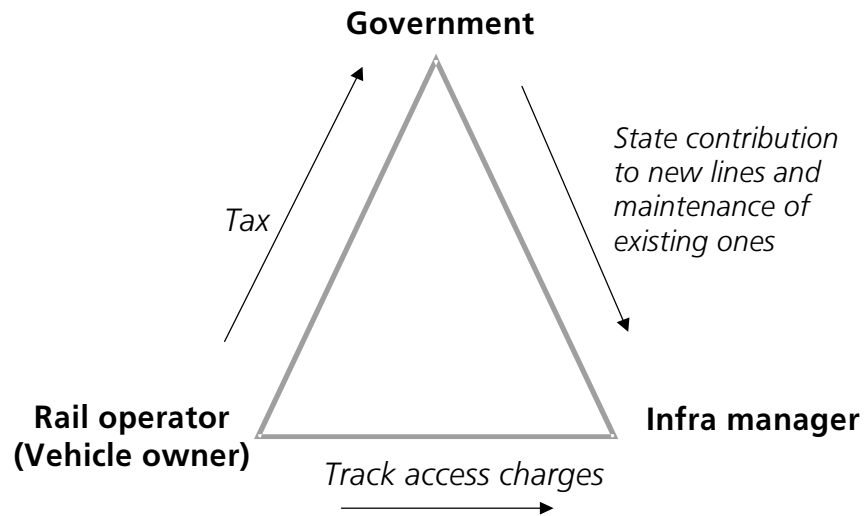 Government
State contribution
to new lines and
maintenance of
existing ones
Tax
Rail operator
(Vehicle owner)
Infra manager
Track access charges